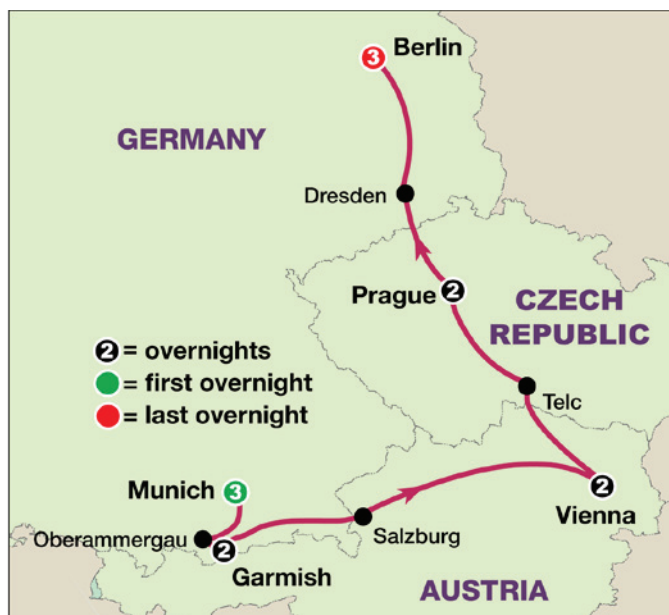 3
Berlin
GERMANY
Dresden
Prague
2
CZECH
REPUBLIC
2 = overnights
= first overnight
= last overnight
Telc
Munich
3
2
Vienna
Oberammergau
2
Salzburg
Garmish
AUSTRIA